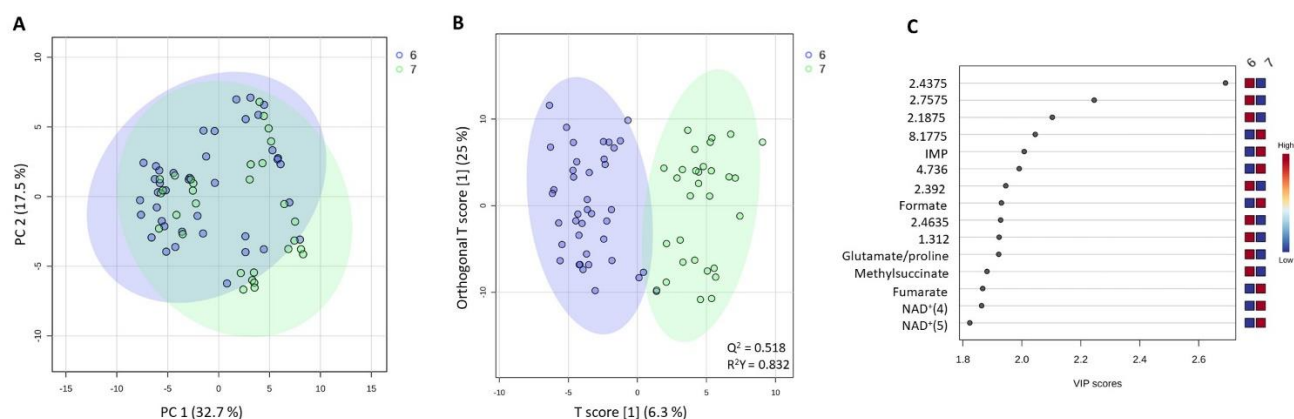 A
6
7
PC 2 (17.5 %)
10
5
0
-5
-10
-15
-10
-5
0
5
10
15
PC 1 (32.7 %)
B
6
7
Orthogonal T score [1] (25 %)
10
0
-10
Q² = 0.518
R²Y = 0.832
-10
-5
0
5
10
T score [1] (6.3 %)
C
6 7
2.4375
2.7575
2.1875
8.1775
IMP
4.736
2.392
Formate
2.4635
1.312
Glutamate/proline
Methylsuccinate
Fumarate
NAD⁺(4)
NAD⁺(5)
High
Low
1.8
2.0
2.2
2.4
2.6
VIP scores